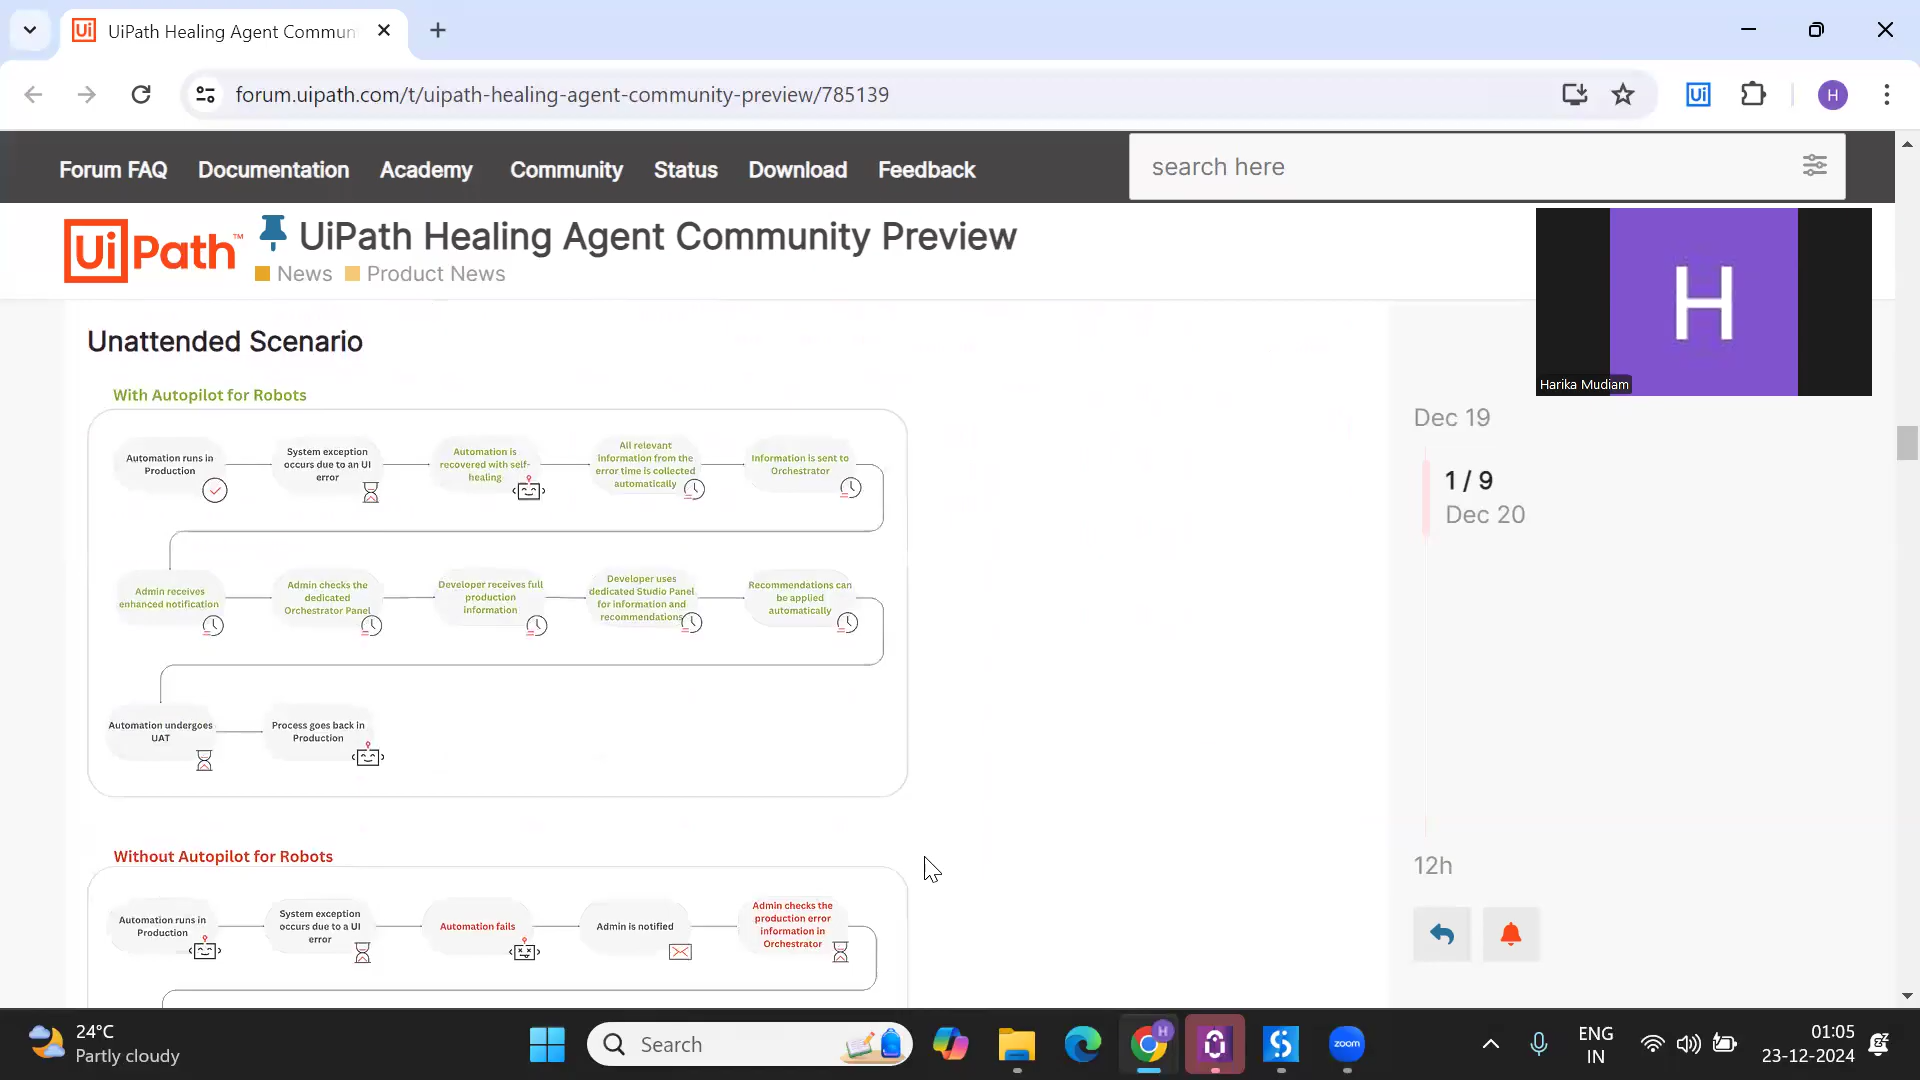 Ui UiPath Healing Agent Commun
forum.uipath.com/t/uipath-healing-agent-community-preview/785139
Ui
H
Forum FAQ Documentation Academy Community Status Download Feedback
search here
UiPath™
UiPath Healing Agent Community Preview
News Product News
H
Harika Mudiam
Unattended Scenario
With Autopilot for Robots
Automation runs in
Production
System exception
occurs due to an UI
error
Automation is
recovered with self-
healing
All relevant
information from the
error time is collected
automatically
Information is sent to
Orchestrator
Admin receives
enhanced notification
Admin checks the
dedicated
Orchestrator Panel
Developer receives full
production
information
Developer uses
dedicated Studio Panel
for information and
recommendations
Recommendations can
be applied
automatically
Automation undergoes
UAT
Process goes back in
Production
Without Autopilot for Robots
Automation runs in
Production
System exception
occurs due to a UI
error
Automation fails
Admin is notified
Admin checks the
production error
information in
Orchestrator
Dec 19
1 / 9
Dec 20
12h
24°C
Partly cloudy
Search
H
zoom
ENG
IN
01:05
23-12-2024